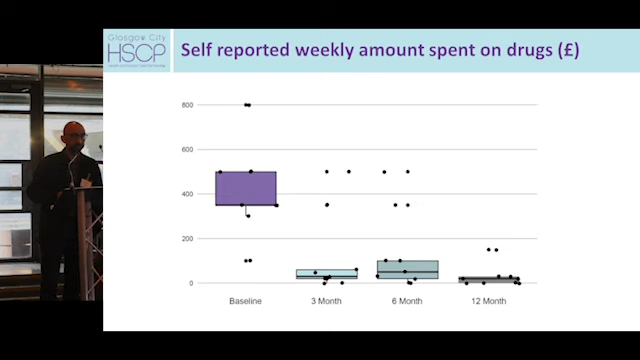 Glasgow City
HSCP
Self reported weekly amount spent on drugs (£)
800
600
400
200
0
Baseline
3 Month
6 Month
12 Month